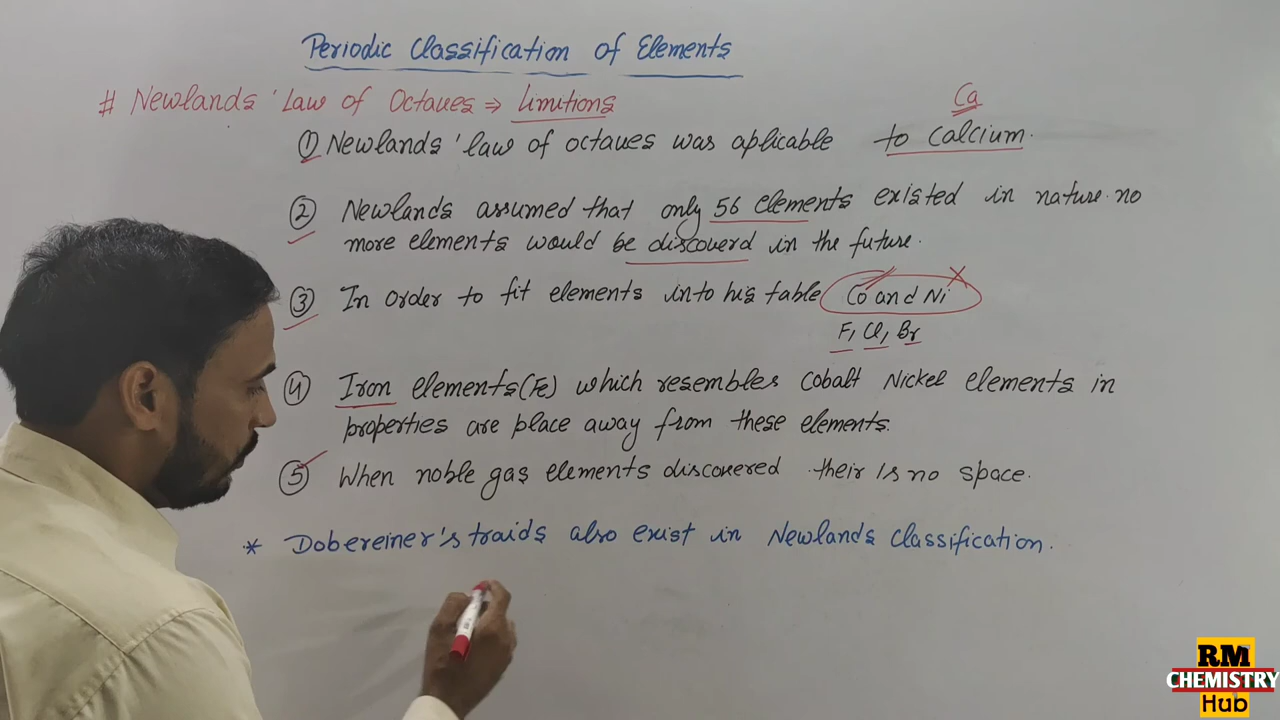 Periodic Classification of Elements
# Newlands' Law of Octaves ⇒ limitions
Ca
① Newlands' law of octaves was aplicable to calcium.
② Newlands assumed that only 56 elements existed in nature. no
more elements would be discoverd in the future.
③ In order to fit elements into his table Co and Ni
F, Cl, Br
④ Iron elements (Fe) which resembles cobalt Nickel elements in
properties are place away from these elements.
⑤ When noble gas elements discovered their is no space.
* Dobereiner's traids also exist in Newlands classification.
RM
CHEMISTRY
Hub